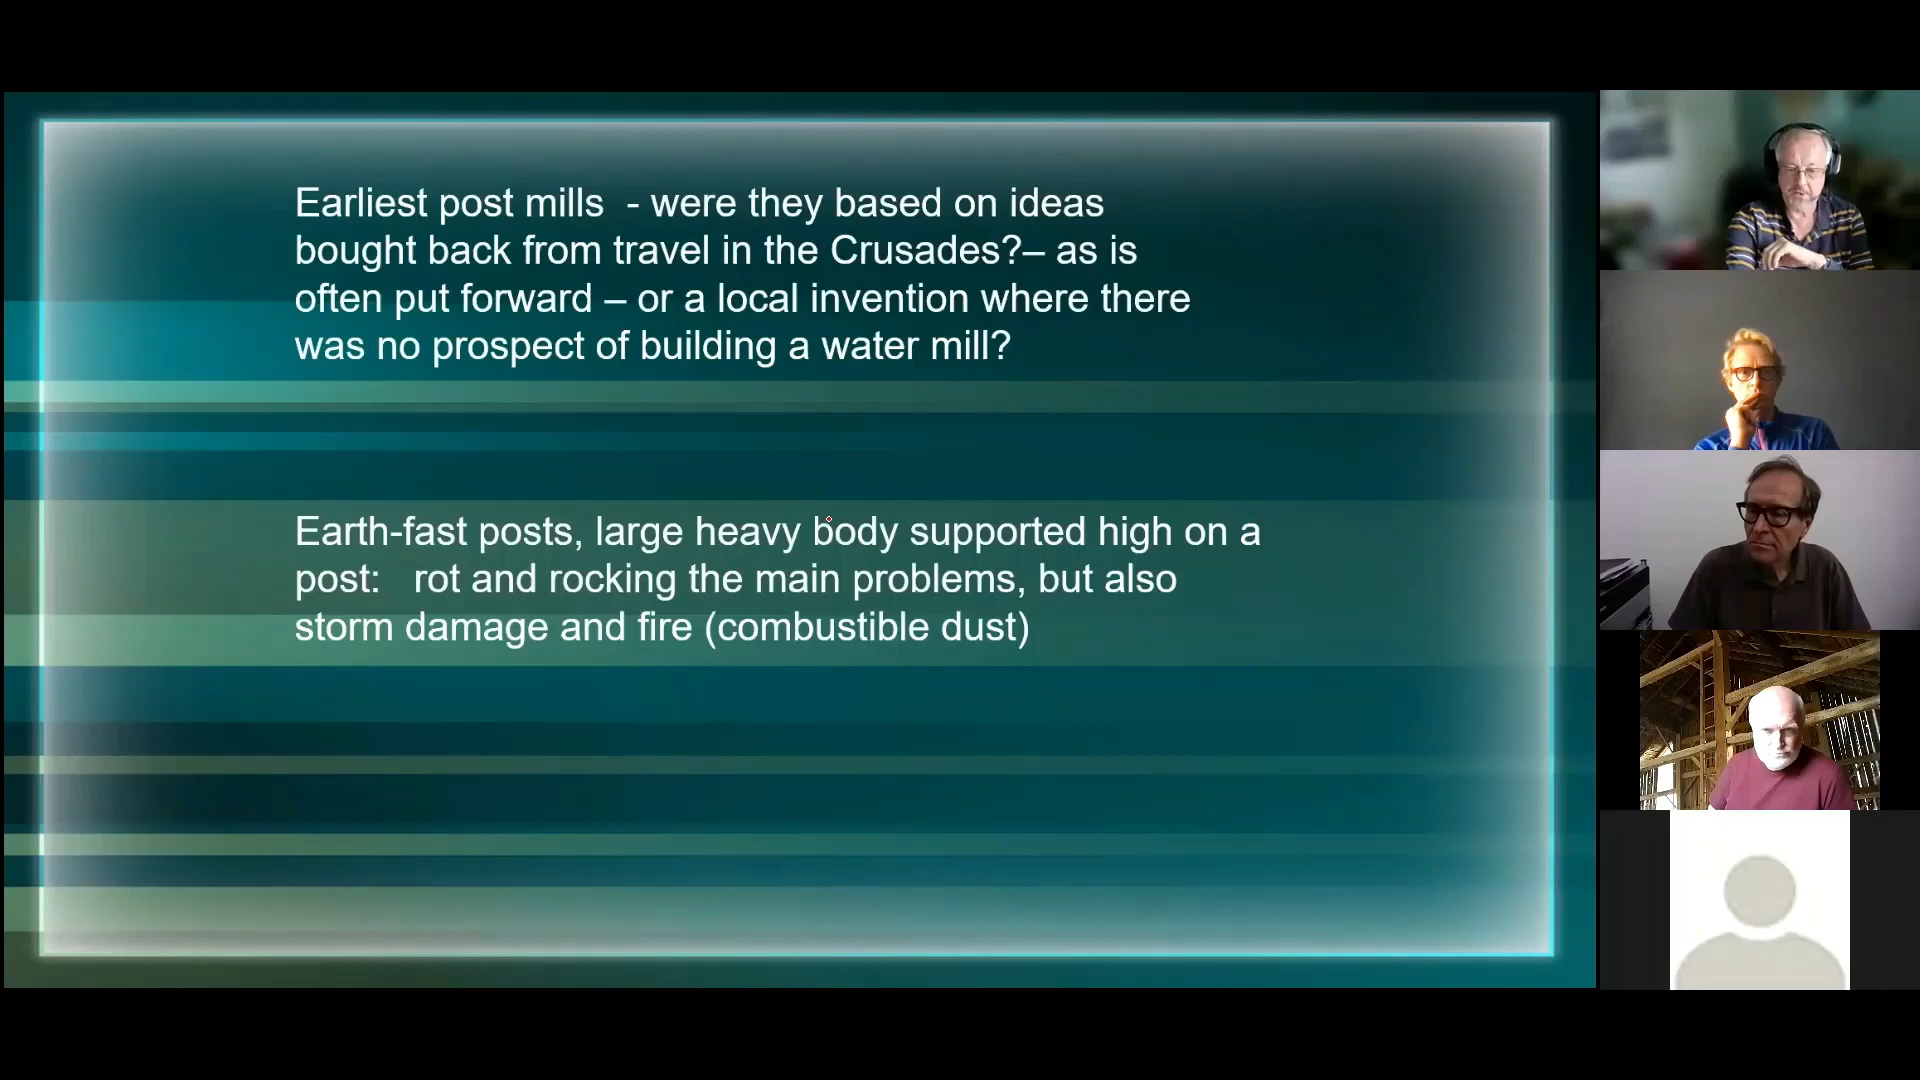 Earliest post mills  - were they based on ideas
bought back from travel in the Crusades?– as is
often put forward – or a local invention where there
was no prospect of building a water mill?
Earth-fast posts, large heavy body supported high on a
post:   rot and rocking the main problems, but also
storm damage and fire (combustible dust)